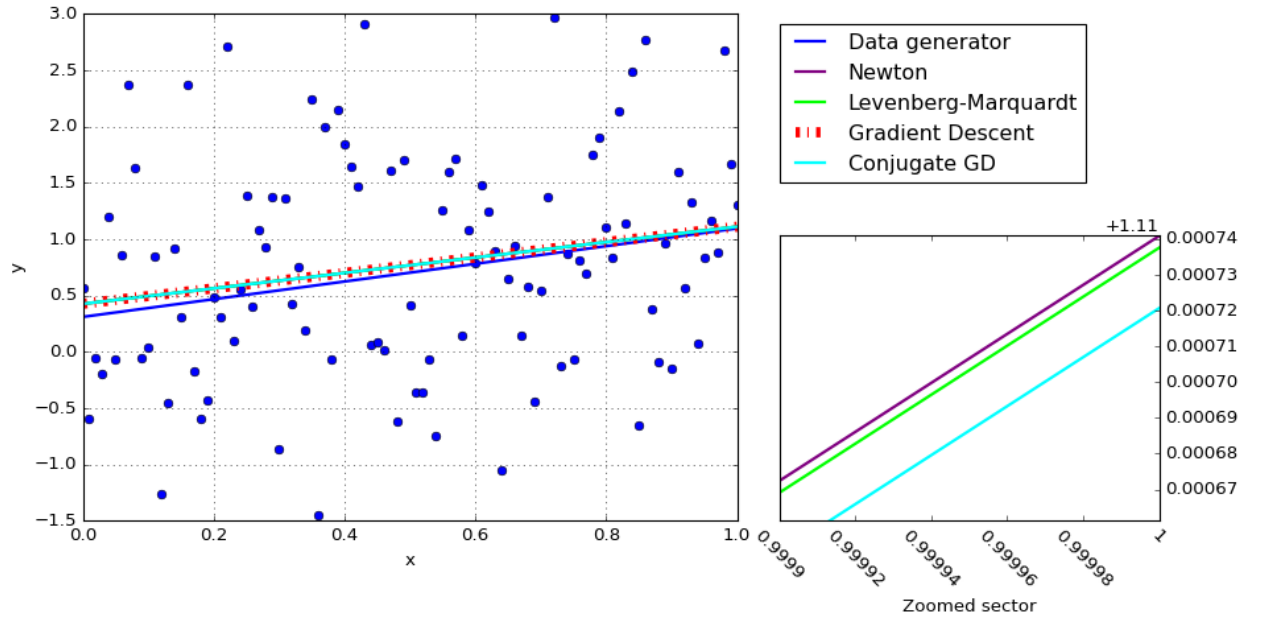 3.0
2.5
2.0
1.5
1.0
0.5
0.0
−0.5
−1.0
−1.5
y
0.0 0.2 0.4 0.6 0.8 1.0
x
Data generator
Newton
Levenberg-Marquardt
Gradient Descent
Conjugate GD
+1.11
0.00074
0.00073
0.00072
0.00071
0.00070
0.00069
0.00068
0.00067
0.9999 0.99992 0.99994 0.99996 0.99998 1
Zoomed sector